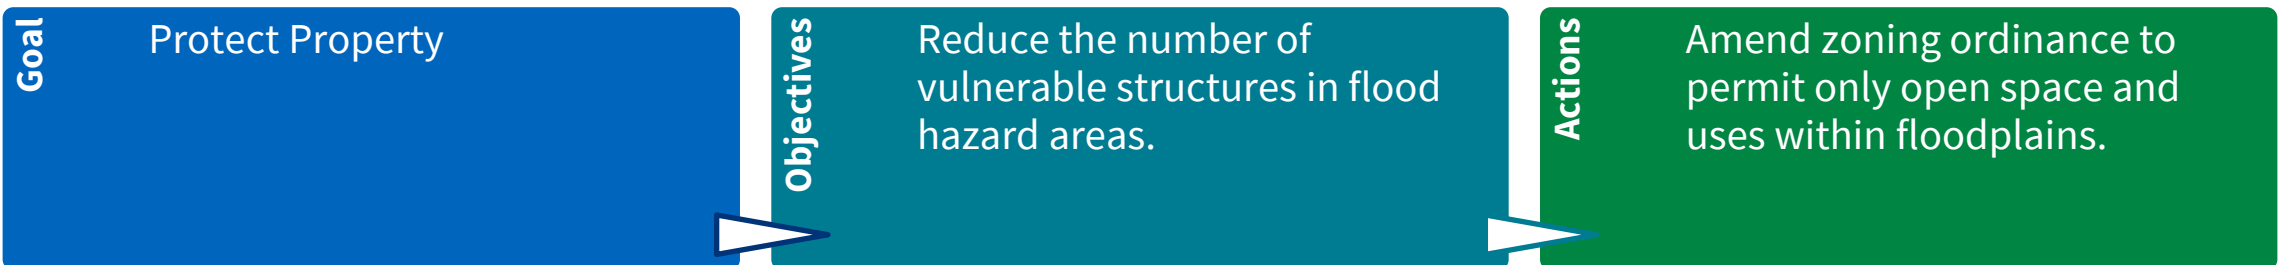 Goal
Protect Property
Objectives
Reduce the number of
vulnerable structures in flood
hazard areas.
Actions
Amend zoning ordinance to
permit only open space and
uses within floodplains.